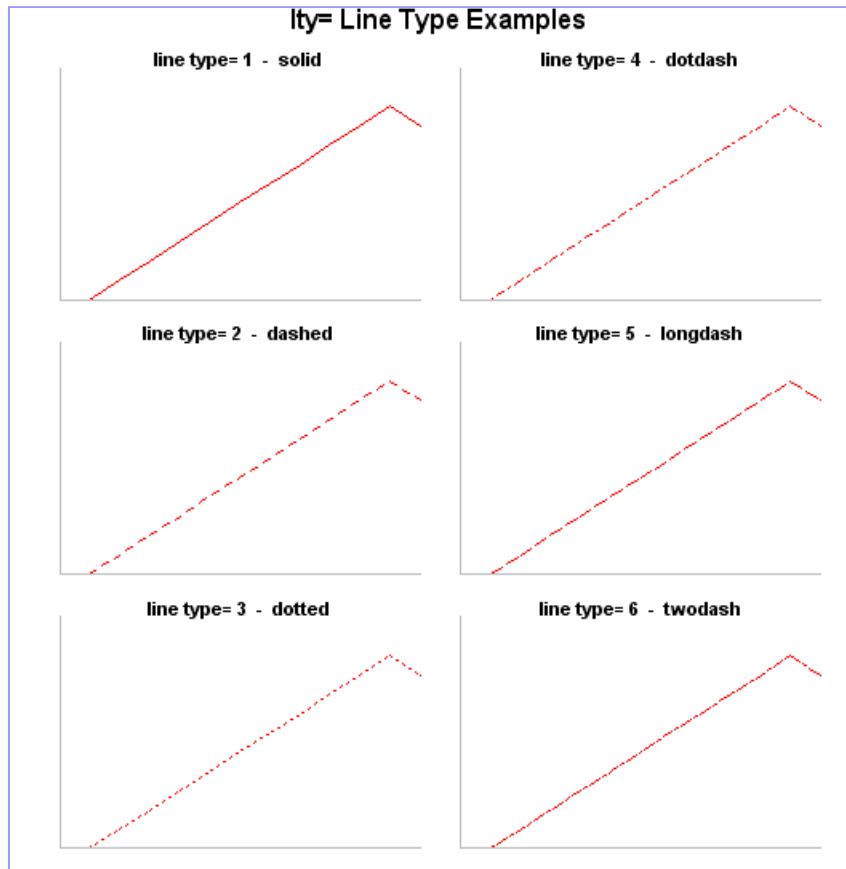 lty= Line Type Examples
line type= 1 - solid
line type= 4 - dotdash
line type= 2 - dashed
line type= 5 - longdash
line type= 3 - dotted
line type= 6 - twodash